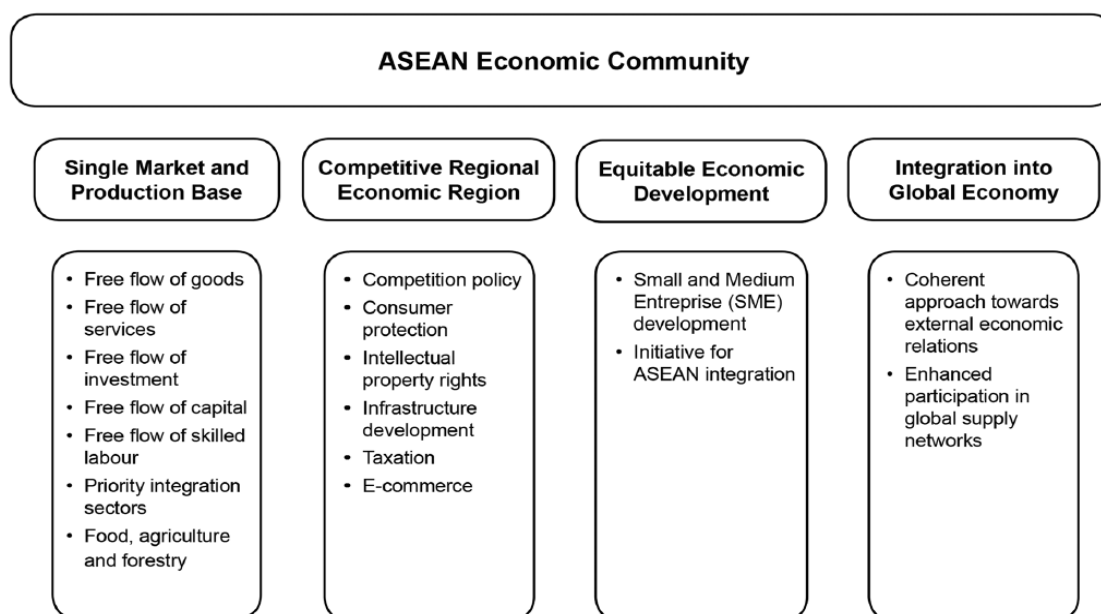 ASEAN Economic Community
Single Market and
Production Base
• Free flow of goods
• Free flow of
services
• Free flow of
investment
• Free flow of capital
• Free flow of skilled
labour
• Priority integration
sectors
• Food, agriculture
and forestry
Competitive Regional
Economic Region
• Competition policy
• Consumer
protection
• Intellectual
property rights
• Infrastructure
development
• Taxation
• E-commerce
Equitable Economic
Development
• Small and Medium
Entreprise (SME)
development
• Initiative for
ASEAN integration
Integration into
Global Economy
• Coherent
approach towards
external economic
relations
• Enhanced
participation in
global supply
networks